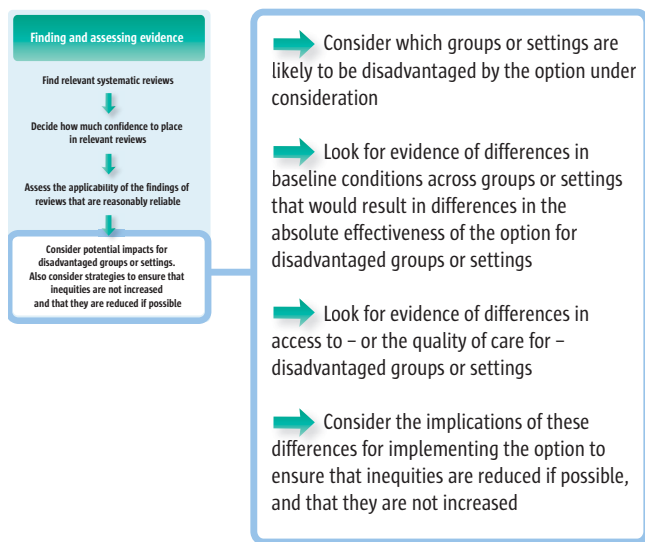 Finding and assessing evidence
Find relevant systematic reviews
Decide how much confidence to place
in relevant reviews
Assess the applicability of the findings of
reviews that are reasonably reliable
Consider potential impacts for
disadvantaged groups or settings.
Also consider strategies to ensure that
inequities are not increased
and that they are reduced if possible
Consider which groups or settings are
likely to be disadvantaged by the option under
consideration
Look for evidence of differences in
baseline conditions across groups or settings
that would result in differences in the
absolute effectiveness of the option for
disadvantaged groups or settings
Look for evidence of differences in
access to – or the quality of care for –
disadvantaged groups or settings
Consider the implications of these
differences for implementing the option to
ensure that inequities are reduced if possible,
and that they are not increased